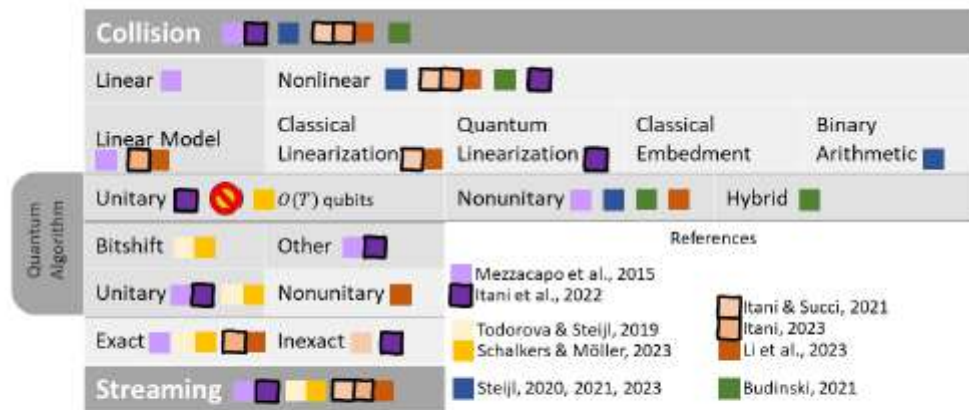 Collision
Linear
Nonlinear
Linear Model
Classical
Linearization
Quantum
Linearization
Classical
Embedment
Binary
Arithmetic
Quantum
Algorithm
Unitary
O(T) qubits
Nonunitary
Hybrid
Bitshift
Other
Unitary
Nonunitary
Exact
Inexact
Streaming
References
Mezzacapo et al., 2015
Itani et al., 2022
Todorova & Steijl, 2019
Schalkers & Möller, 2023
Steijl, 2020, 2021, 2023
Itani & Succi, 2021
Itani, 2023
Li et al., 2023
Budinski, 2021